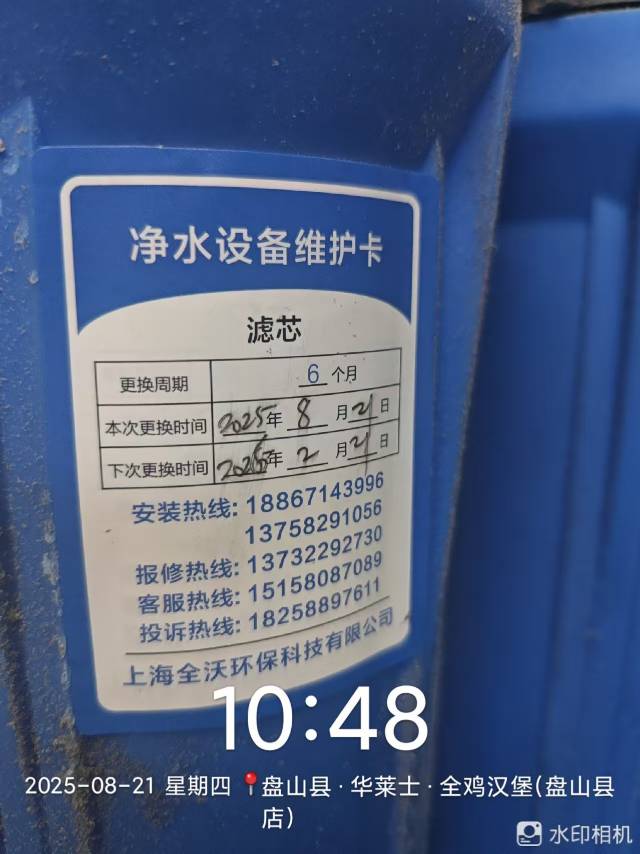 净水设备维护卡
滤芯
更换周期 6 个月
本次更换时间 2025年 8 月 21 日
下次更换时间 2026年 2 月 21 日
安装热线: 18867143996
13758291056
报修热线: 13732292730
客服热线: 15158087089
投诉热线: 18258897611
上海全沃环保科技有限公司
10:48
2025-08-21 星期四 盘山县·华莱士·全鸡汉堡(盘山县
店)
水印相机